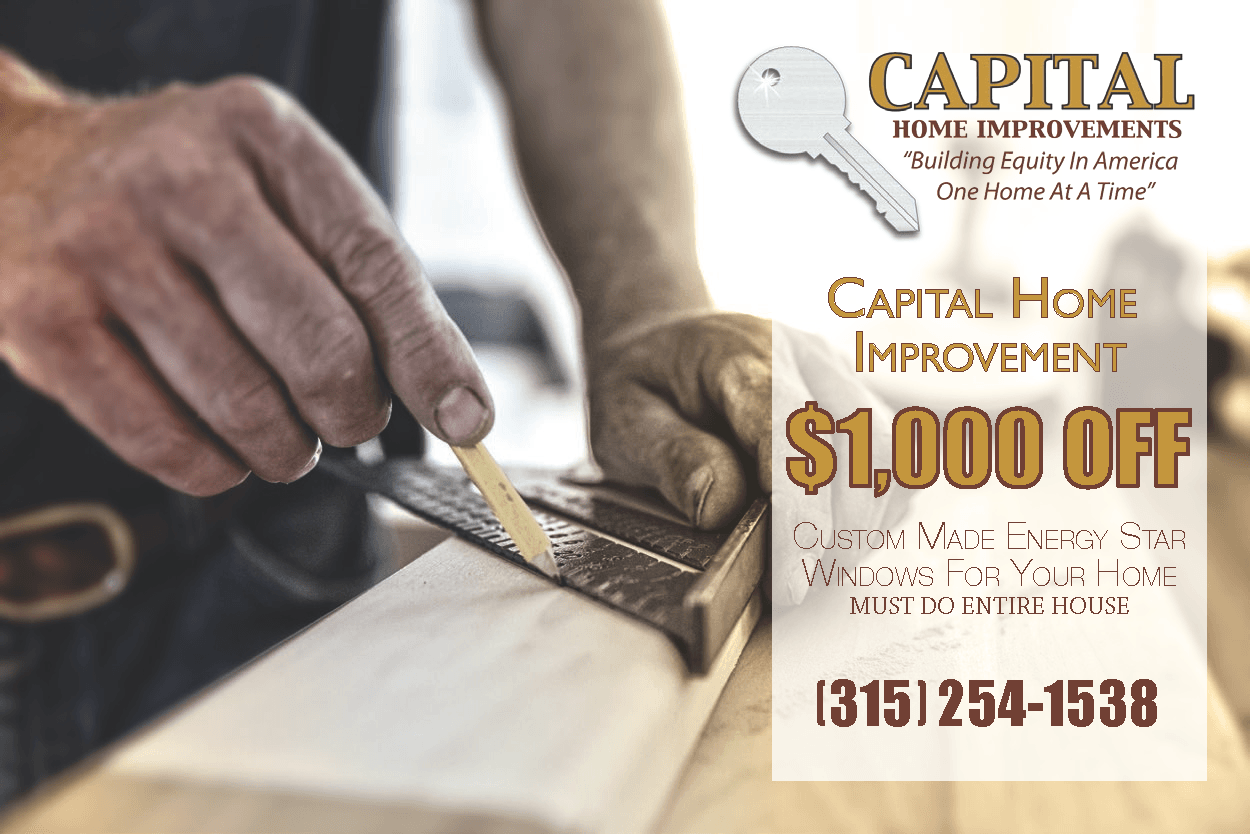 CAPITAL
HOME IMPROVEMENTS
“Building Equity In America
One Home At A Time”
CAPITAL HOME
IMPROVEMENT
$1,000 OFF
CUSTOM MADE ENERGY STAR
WINDOWS FOR YOUR HOME
MUST DO ENTIRE HOUSE
(315) 254-1538